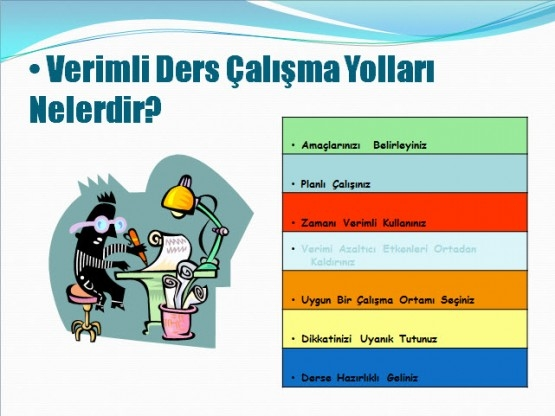 • Verimli Ders Çalışma Yolları
Nelerdir?
• Amaçlarınızı Belirleyiniz
• Planlı Çalışınız
• Zamanı Verimli Kullanınız
• Verimi Azaltıcı Etkenleri Ortadan
Kaldırınız
• Uygun Bir Çalışma Ortamı Seçiniz
• Dikkatinizi Uyanık Tutunuz
• Derse Hazırlıklı Geliniz